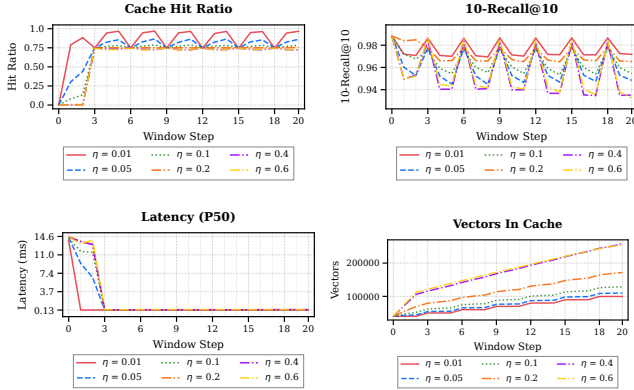 Cache Hit Ratio
Hit Ratio
1.00
0.75
0.50
0.25
0.0
0 3 6 9 12 15 18 20
Window Step
η = 0.01 η = 0.1 η = 0.4
η = 0.05 η = 0.2 η = 0.6
10-Recall@10
10-Recall@10
0.98
0.96
0.94
0 3 6 9 12 15 18 20
Window Step
η = 0.01 η = 0.1 η = 0.4
η = 0.05 η = 0.2 η = 0.6
Latency (P50)
Latency (ms)
14.6
11.0
7.4
3.7
0.13
0 3 6 9 12 15 18 20
Window Step
η = 0.01 η = 0.1 η = 0.4
η = 0.05 η = 0.2 η = 0.6
Vectors In Cache
Vectors
200000
100000
0 3 6 9 12 15 18 20
Window Step
η = 0.01 η = 0.1 η = 0.4
η = 0.05 η = 0.2 η = 0.6